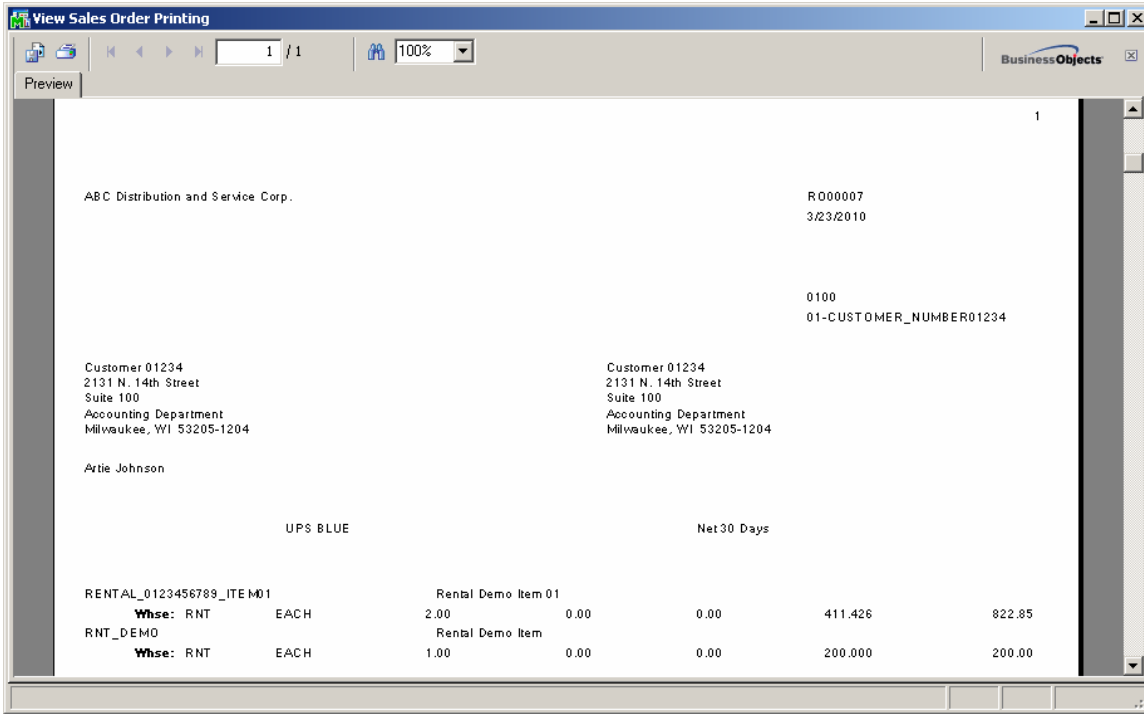 View Sales Order Printing
1 / 1 100% BusinessObjects
Preview
1
ABC Distribution and Service Corp. RO00007
3/23/2010
0100
01-CUSTOMER_NUMBER01234
Customer 01234 Customer 01234
2131 N. 14th Street 2131 N. 14th Street
Suite 100 Suite 100
Accounting Department Accounting Department
Milwaukee, WI 53205-1204 Milwaukee, WI 53205-1204
Artie Johnson
UPS BLUE Net 30 Days
RENTAL_0123456789_ITEM01 Rental Demo Item 01
Whse: RNT EACH 2.00 0.00 0.00 411.426 822.85
RNT_DEMO Rental Demo Item
Whse: RNT EACH 1.00 0.00 0.00 200.000 200.00